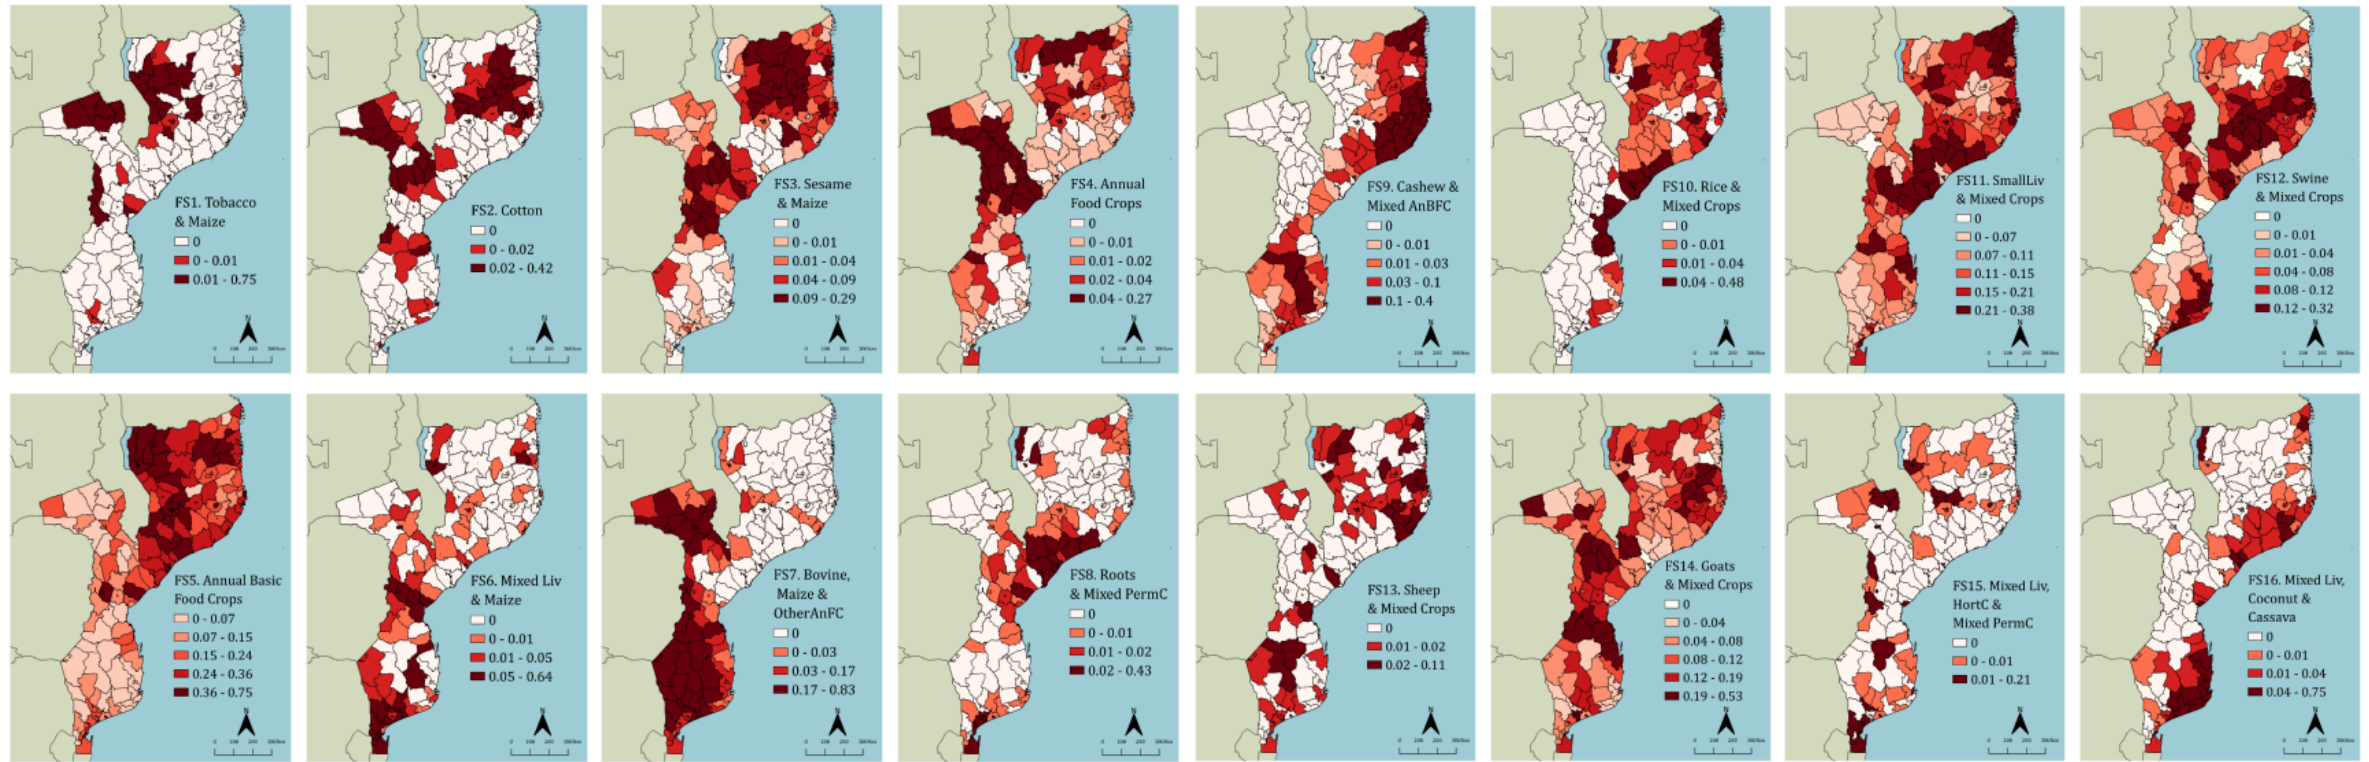 FS1. Tobacco
& Maize
0
0 - 0.01
0.01 - 0.75
N
FS2. Cotton
0
0 - 0.02
0.02 - 0.42
N
FS3. Sesame
& Maize
0
0 - 0.01
0.01 - 0.04
0.04 - 0.09
0.09 - 0.29
N
FS4. Annual
Food Crops
0
0 - 0.01
0.01 - 0.02
0.02 - 0.04
0.04 - 0.27
N
FS9. Cashew &
Mixed AnBFC
0
0 - 0.01
0.01 - 0.03
0.03 - 0.1
0.1 - 0.4
N
FS10. Rice &
Mixed Crops
0
0 - 0.01
0.01 - 0.04
0.04 - 0.48
N
FS11. SmallLiv
& Mixed Crops
0
0 - 0.07
0.07 - 0.11
0.11 - 0.15
0.15 - 0.21
0.21 - 0.38
N
FS12. Swine
& Mixed Crops
0
0 - 0.01
0.01 - 0.04
0.04 - 0.08
0.08 - 0.12
0.12 - 0.32
N
FS5. Annual Basic
Food Crops
0 - 0.07
0.07 - 0.15
0.15 - 0.24
0.24 - 0.36
0.36 - 0.75
N
FS6. Mixed Liv
& Maize
0
0 - 0.01
0.01 - 0.05
0.05 - 0.64
N
FS7. Bovine,
Maize &
OtherAnFC
0
0 - 0.03
0.03 - 0.17
0.17 - 0.83
N
FS8. Roots
& Mixed PermC
0
0 - 0.01
0.01 - 0.02
0.02 - 0.43
N
FS13. Sheep
& Mixed Crops
0
0.01 - 0.02
0.02 - 0.11
N
FS14. Goats
& Mixed Crops
0
0 - 0.04
0.04 - 0.08
0.08 - 0.12
0.12 - 0.19
0.19 - 0.53
N
FS15. Mixed Liv,
HortC &
Mixed PermC
0
0 - 0.01
0.01 - 0.21
N
FS16. Mixed Liv,
Coconut &
Cassava
0
0 - 0.01
0.01 - 0.04
0.04 - 0.75
N